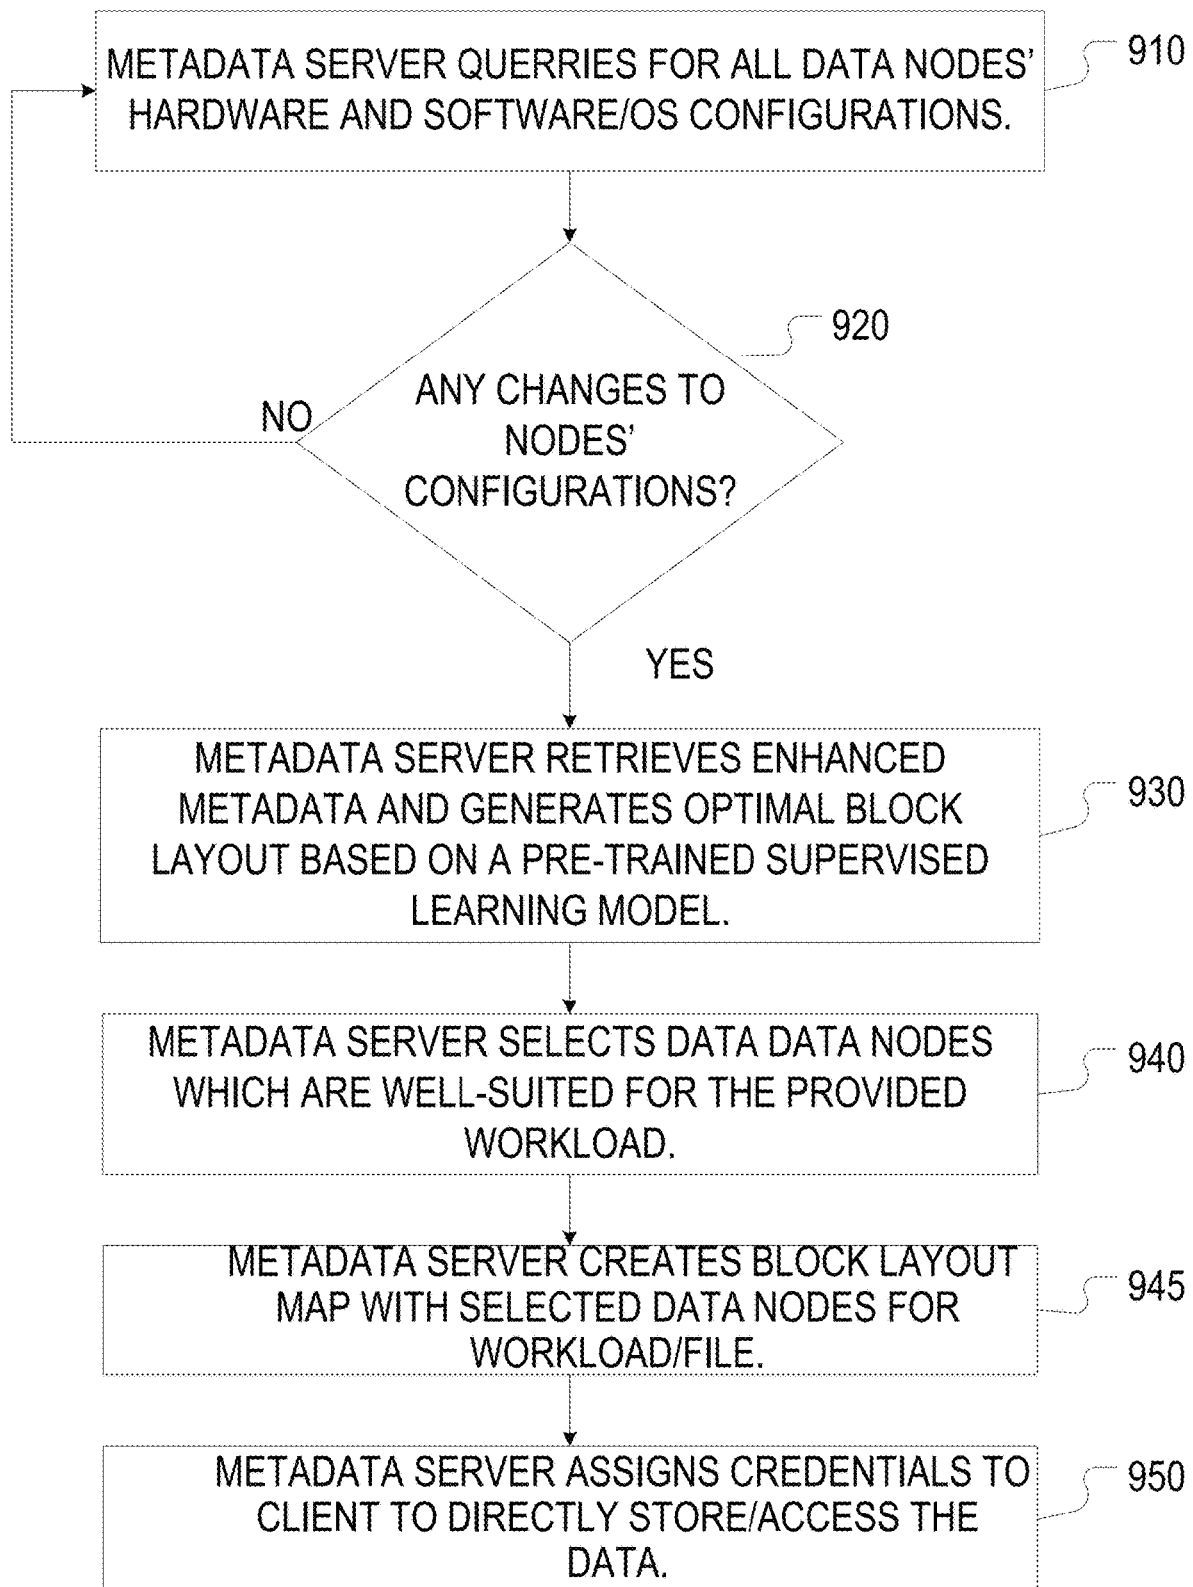 METADATA SERVER QUERRIES FOR ALL DATA NODES'
HARDWARE AND SOFTWARE/OS CONFIGURATIONS.
910
920
ANY CHANGES TO
NODES'
CONFIGURATIONS?
NO
YES
METADATA SERVER RETRIEVES ENHANCED
METADATA AND GENERATES OPTIMAL BLOCK
LAYOUT BASED ON A PRE-TRAINED SUPERVISED
LEARNING MODEL.
930
METADATA SERVER SELECTS DATA DATA NODES
WHICH ARE WELL-SUITED FOR THE PROVIDED
WORKLOAD.
940
METADATA SERVER CREATES BLOCK LAYOUT
MAP WITH SELECTED DATA NODES FOR
WORKLOAD/FILE.
945
METADATA SERVER ASSIGNS CREDENTIALS TO
CLIENT TO DIRECTLY STORE/ACCESS THE
DATA.
950